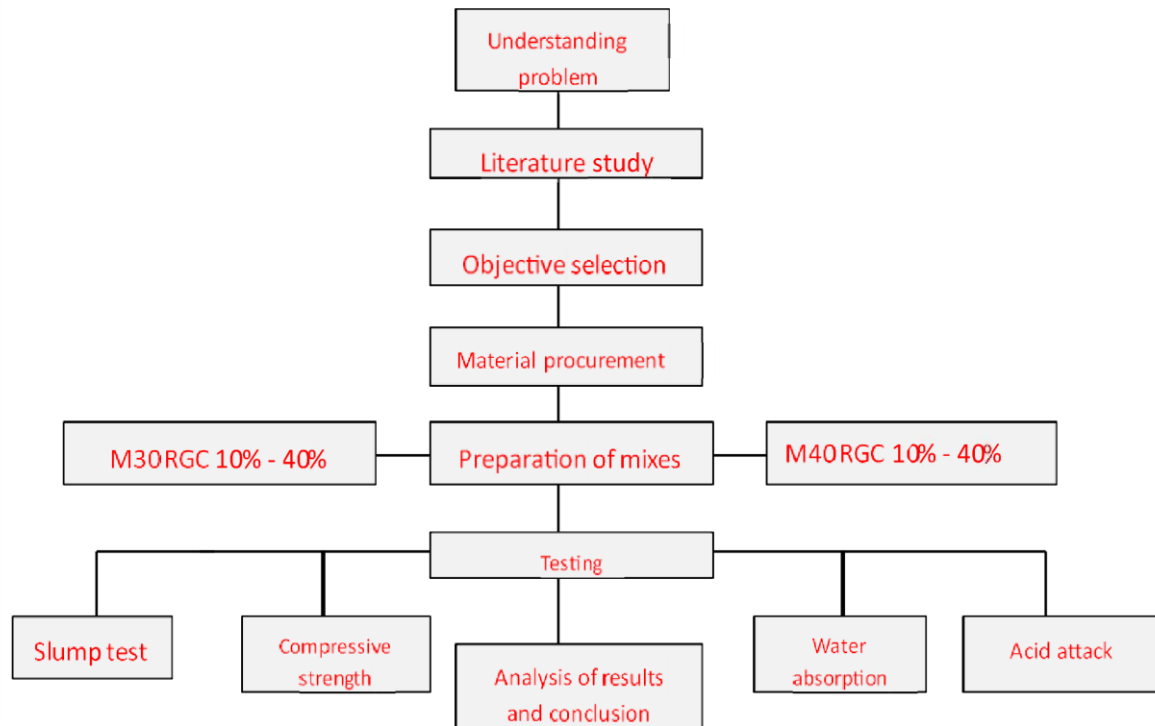 Understanding
problem
Literature study
Objective selection
Material procurement
M30 RGC 10% - 40%
Preparation of mixes
M40 RGC 10% - 40%
Testing
Slump test
Compressive
strength
Analysis of results
and conclusion
Water
absorption
Acid attack